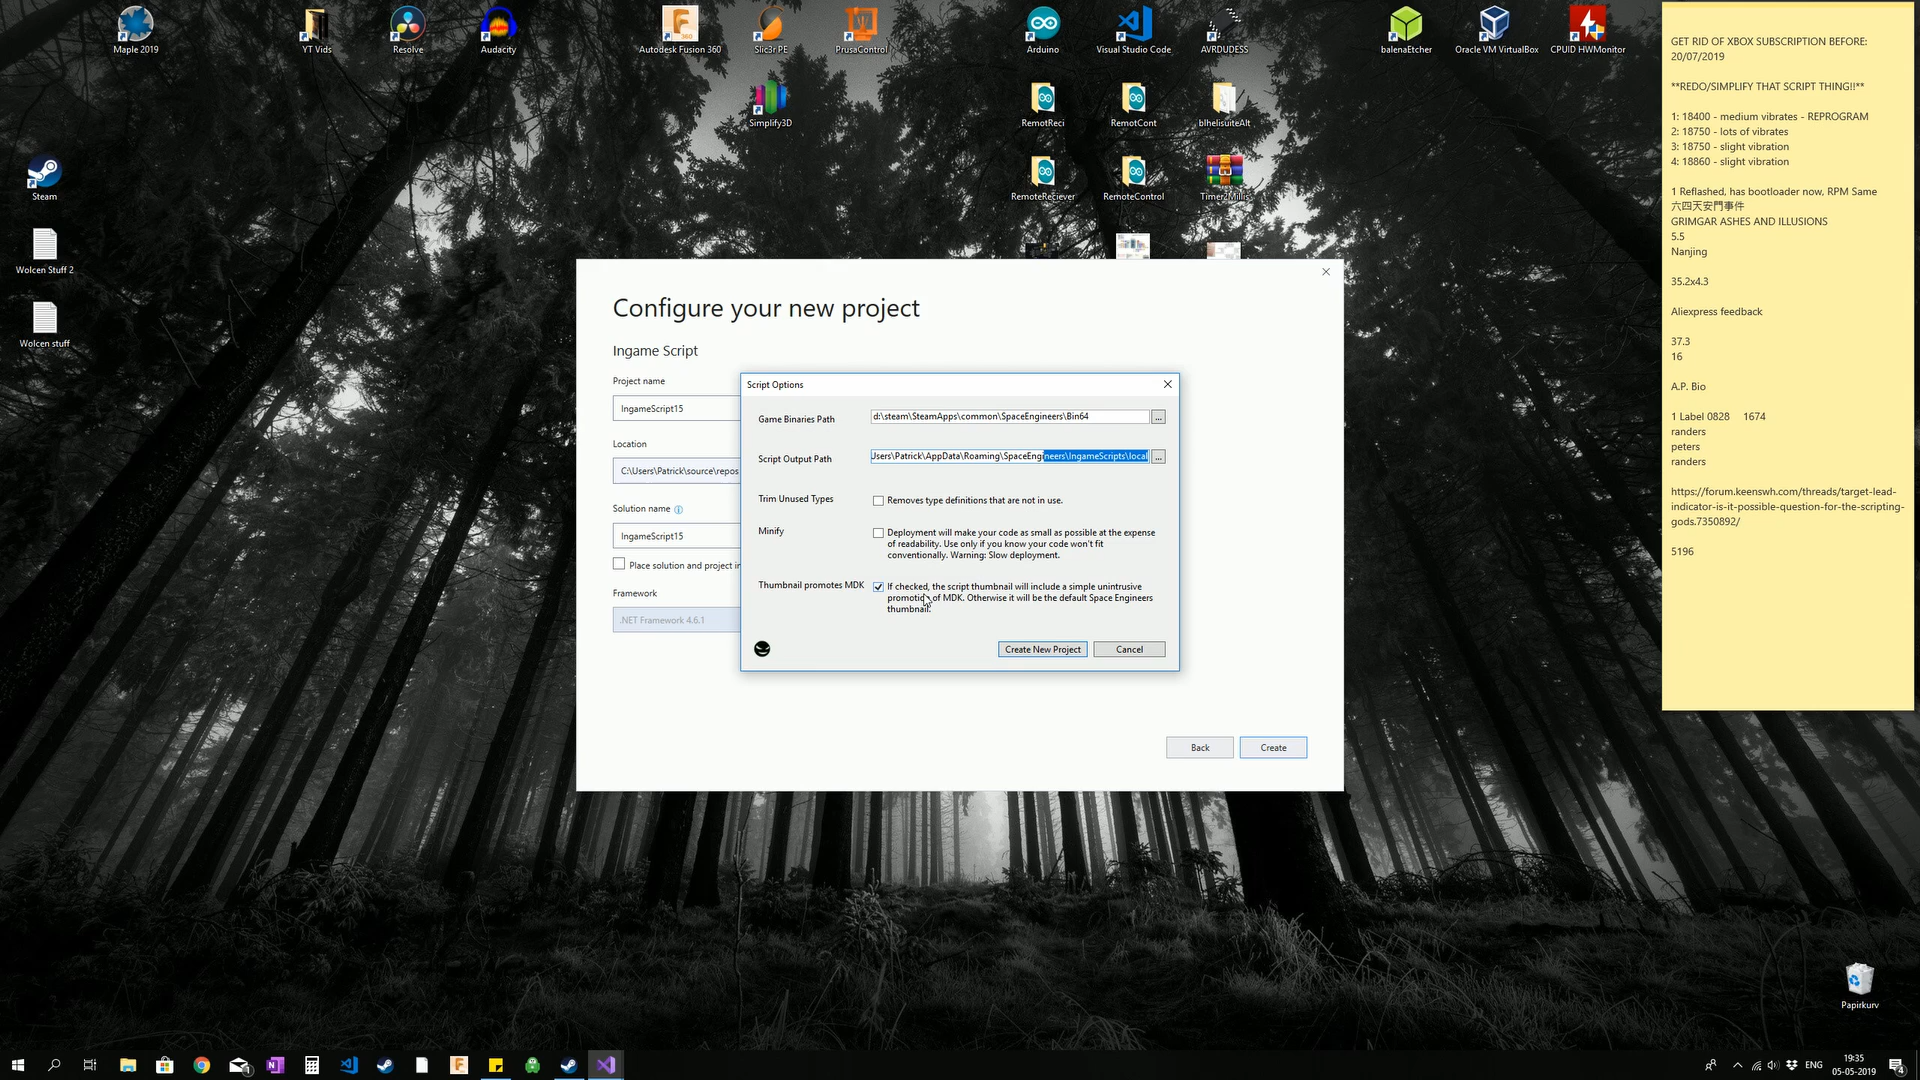 Maple 2019
YT Vids
Resolve
Audacity
Autodesk Fusion 360
Slic3r PE
PrusaControl
Arduino
Visual Studio Code
AVRDUDESS
balenaEtcher
Oracle VM VirtualBox
CPUID HWMonitor
Simplify3D
RemotReci
RemotCont
blhelisuiteAlt
Steam
RemoteReciever
RemoteControl
Wolcen Stuff 2
Wolcen stuff
GET RID OF XBOX SUBSCRIPTION BEFORE:
20/07/2019
**REDO/SIMPLIFY THAT SCRIPT THING!!**
1: 18400 - medium vibrates - REPROGRAM
2: 18750 - lots of vibrates
3: 18750 - slight vibration
4: 18860 - slight vibration
1 Reflashed, has bootloader now, RPM Same
六四天安門事件
GRIMGAR ASHES AND ILLUSIONS
5.5
Nanjing
35.2x4.3
Aliexpress feedback
37.3
16
A.P. Bio
1 Label 0828 1674
randers
peters
randers
https://forum.keenswh.com/threads/target-lead-
indicator-is-it-possible-question-for-the-scripting-
gods.7350892/
5196
Configure your new project
Ingame Script
Project name
IngameScript15
Location
C:\Users\Patrick\source\repos
Solution name
IngameScript15
Place solution and project in
Framework
.NET Framework 4.6.1
Back
Create
Script Options
Game Binaries Path
d:\steam\SteamApps\common\SpaceEngineers\Bin64
...
Script Output Path
Users\Patrick\AppData\Roaming\SpaceEngineers\IngameScripts\local
...
Trim Unused Types
Removes type definitions that are not in use.
Minify
Deployment will make your code as small as possible at the expense
of readability. Use only if you know your code won't fit
conventionally. Warning: Slow deployment.
Thumbnail promotes MDK
If checked, the script thumbnail will include a simple unintrusive
promotion of MDK. Otherwise it will be the default Space Engineers
thumbnail.
Create New Project
Cancel
Papirkurv
ENG
19:35
05-05-2019